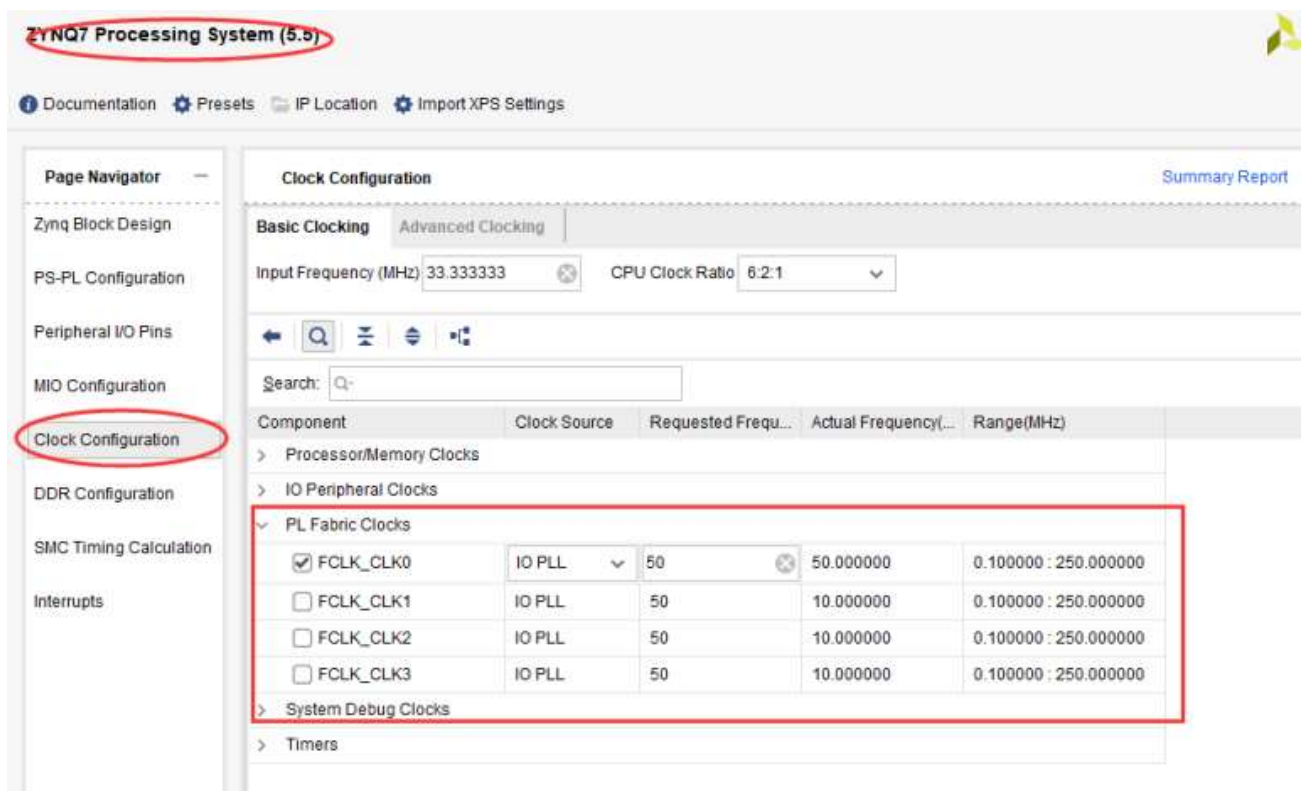 ZYNQ7 Processing System (5.5)
Documentation Presets IP Location Import XPS Settings
Page Navigator
Zynq Block Design
PS-PL Configuration
Peripheral I/O Pins
MIO Configuration
Clock Configuration
DDR Configuration
SMC Timing Calculation
Interrupts
Clock Configuration Summary Report
Basic Clocking Advanced Clocking
Input Frequency (MHz) 33.333333 CPU Clock Ratio 6:2:1
Search:
Component Clock Source Requested Frequ... Actual Frequency(... Range(MHz)
Processor/Memory Clocks
IO Peripheral Clocks
PL Fabric Clocks
FCLK_CLK0 IO PLL 50 50.000000 0.100000 : 250.000000
FCLK_CLK1 IO PLL 50 10.000000 0.100000 : 250.000000
FCLK_CLK2 IO PLL 50 10.000000 0.100000 : 250.000000
FCLK_CLK3 IO PLL 50 10.000000 0.100000 : 250.000000
System Debug Clocks
Timers